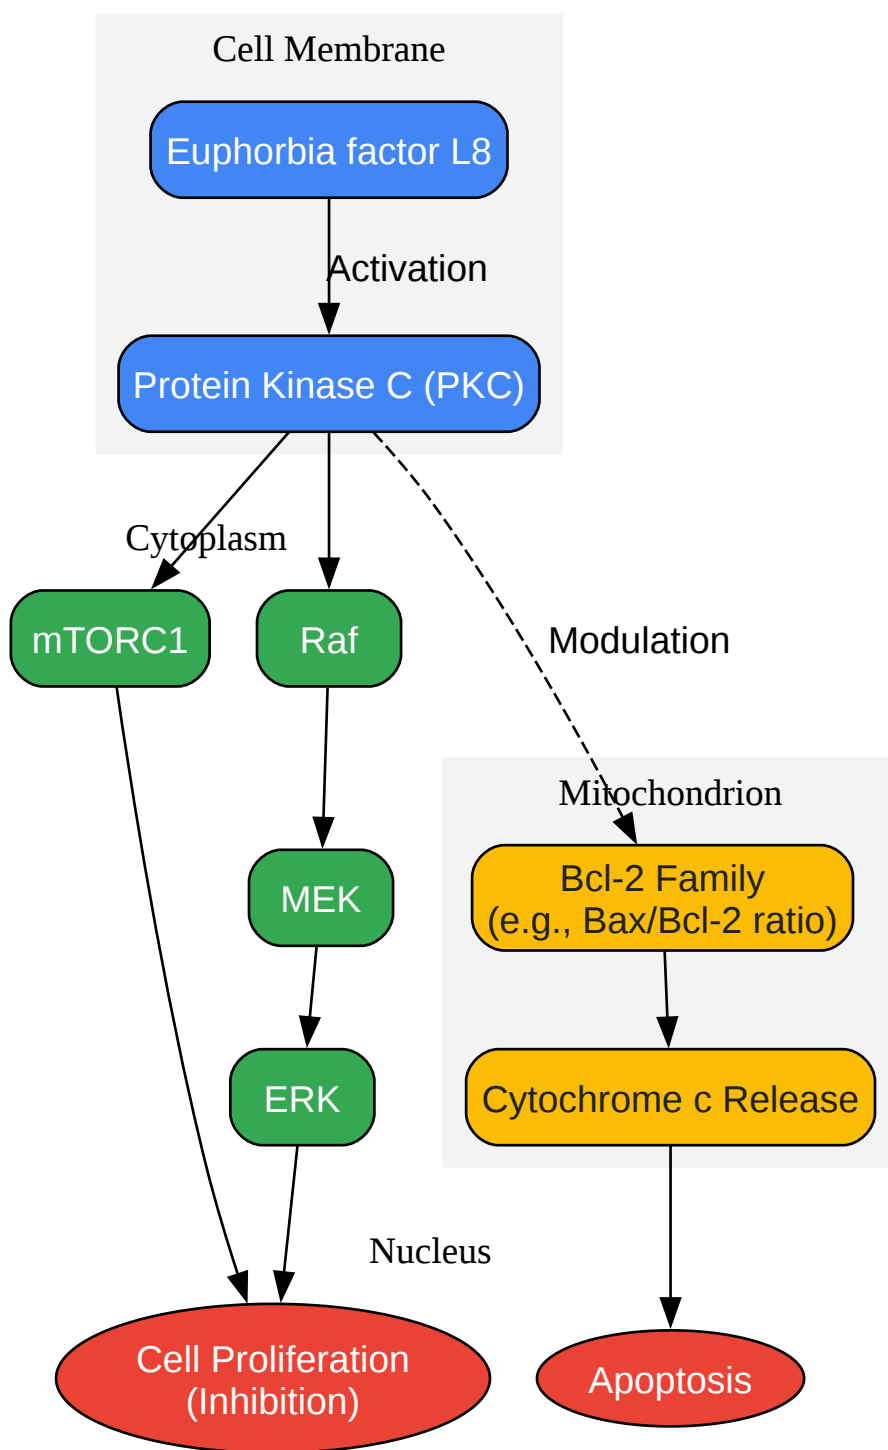 Cell Membrane
Euphorbia factor L8
Activation
Protein Kinase C (PKC)
Cytoplasm
mTORC1
Raf
Modulation
Mitochondrion
MEK
Bcl-2 Family
(e.g., Bax/Bcl-2 ratio)
ERK
Cytochrome c Release
Nucleus
Cell Proliferation
(Inhibition)
Apoptosis